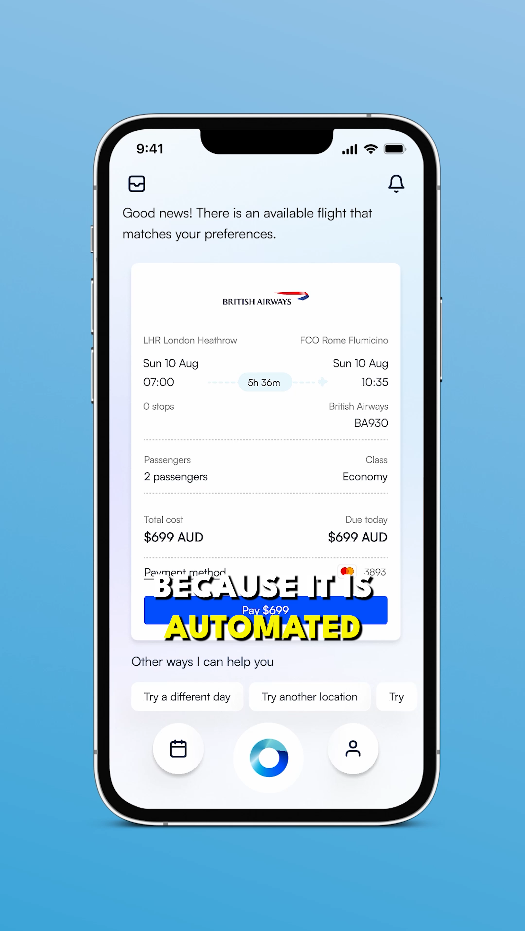 9:41
Good news! There is an available flight that
matches your preferences.
BRITISH AIRWAYS
LHR London Heathrow FCO Rome Flumicino
Sun 10 Aug Sun 10 Aug
07:00 5h 36m 10:35
0 stops British Airways
BA930
Passengers Class
2 passengers Economy
Total cost Due today
$699 AUD $699 AUD
Payment method 3893
BECAUSE IT IS
Pay $699
AUTOMATED
Other ways I can help you
Try a different day Try another location Try